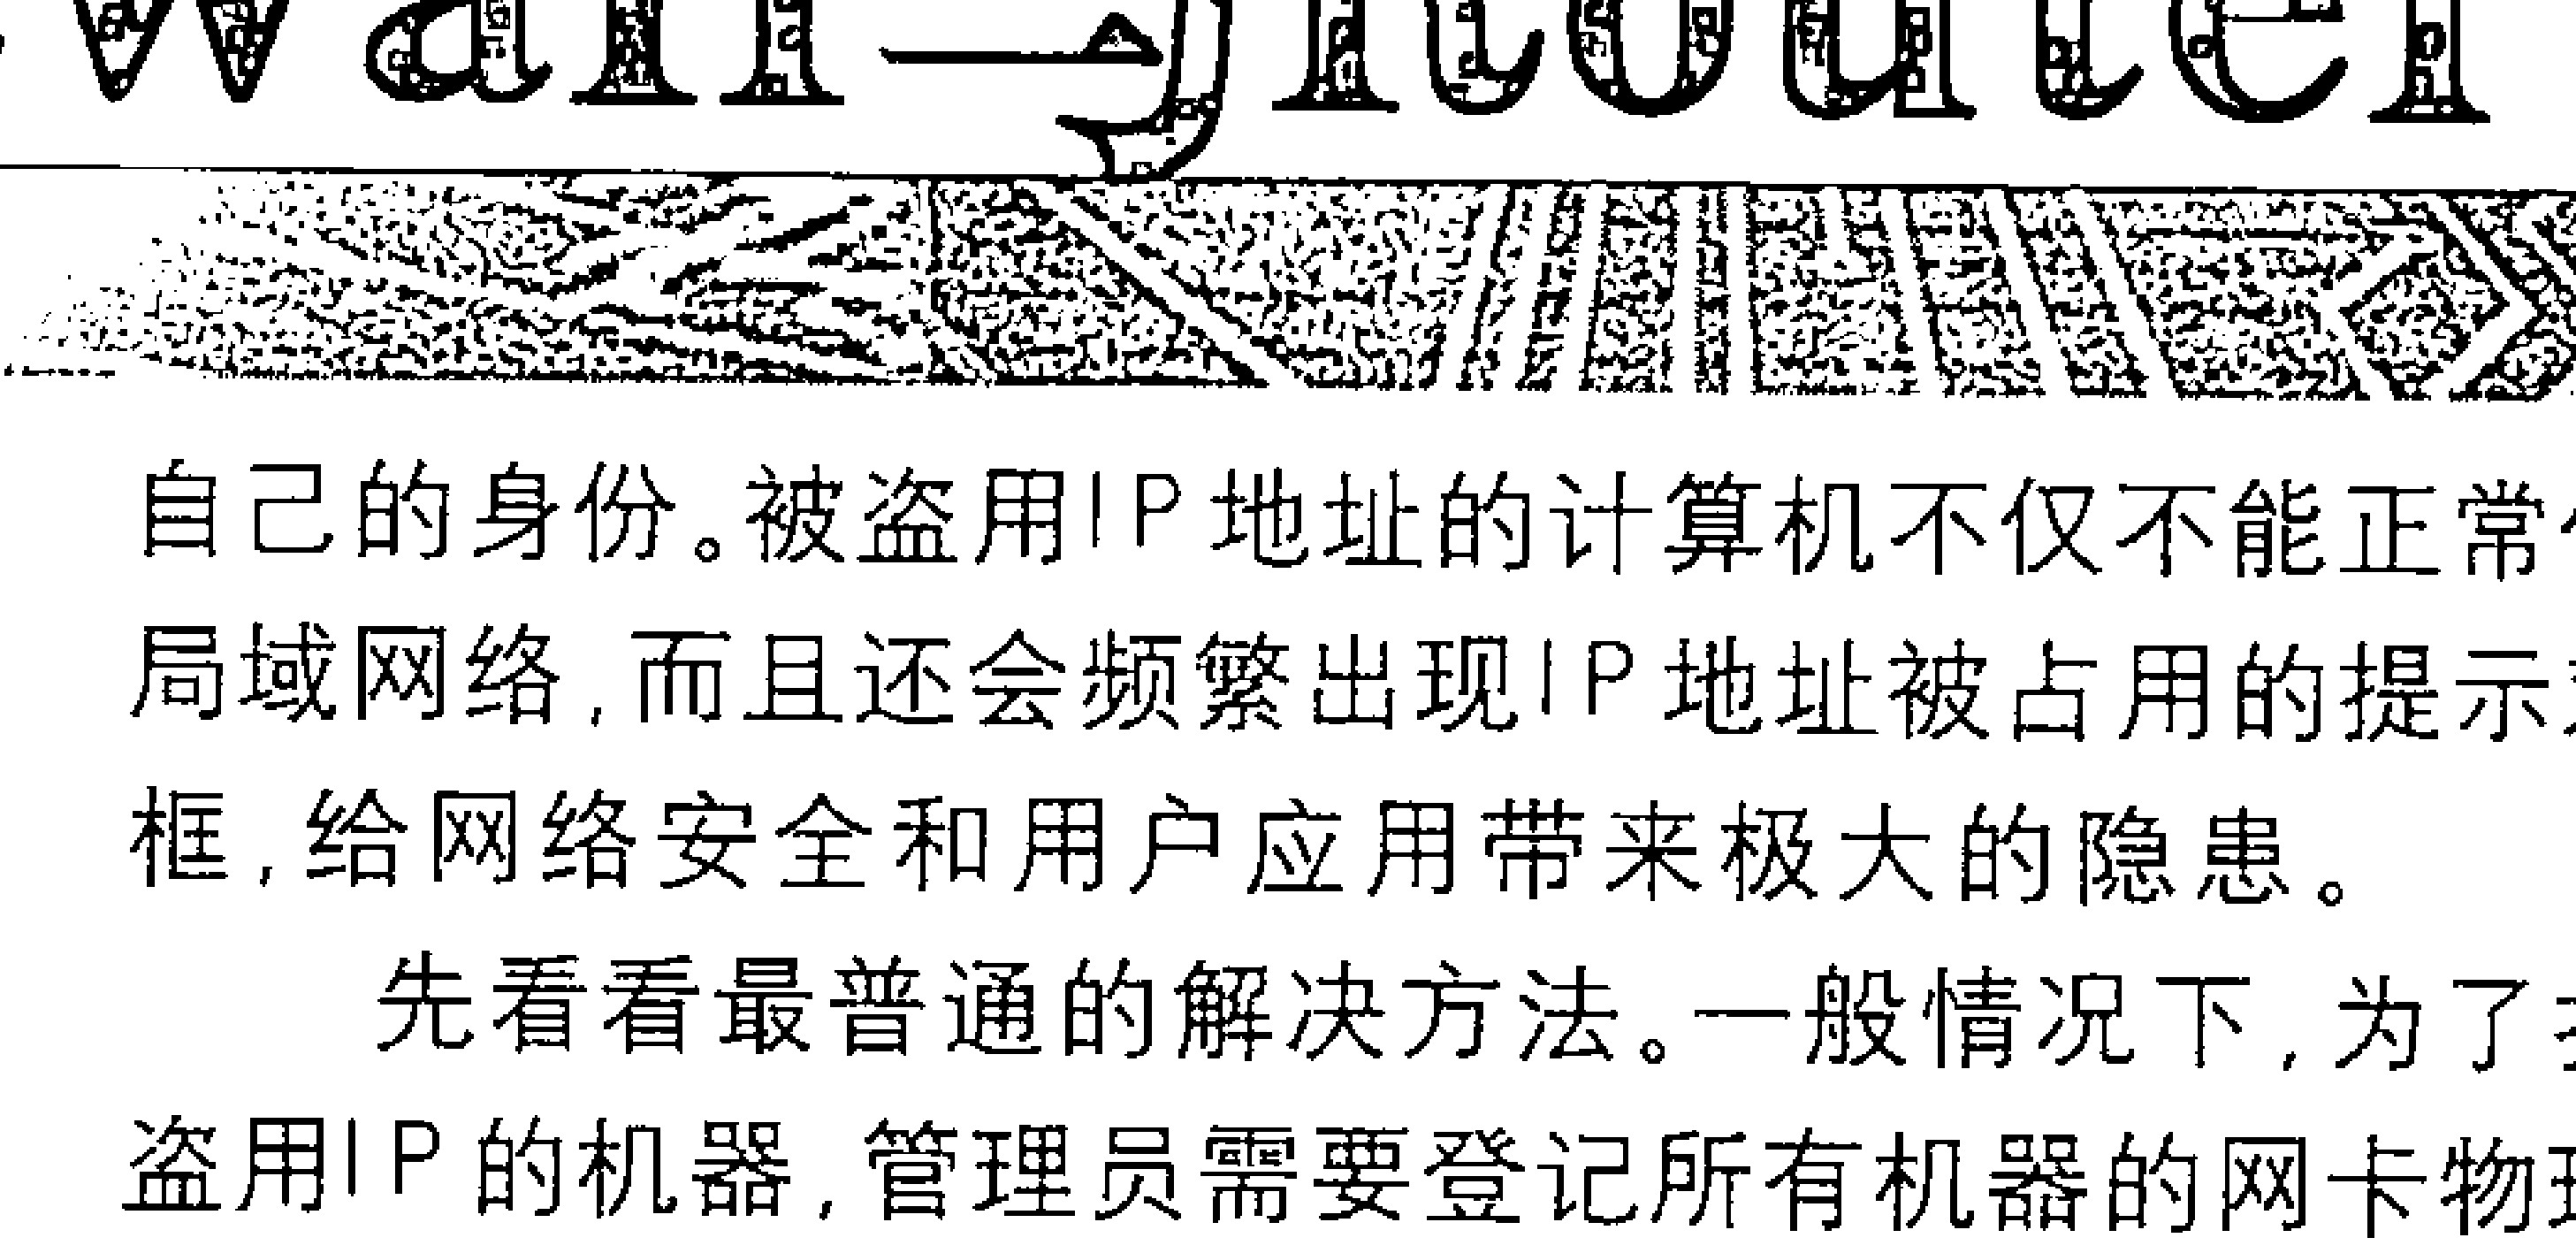 自己的身份。被盗用IP地址的计算机不仅不能正常
局域网络,而且还会频繁出现IP地址被占用的提示
框,给网络安全和用户应用带来极大的隐患。
先看看最普通的解决方法。一般情况下,为了
盗用IP的机器,管理员需要登记所有机器的网卡物